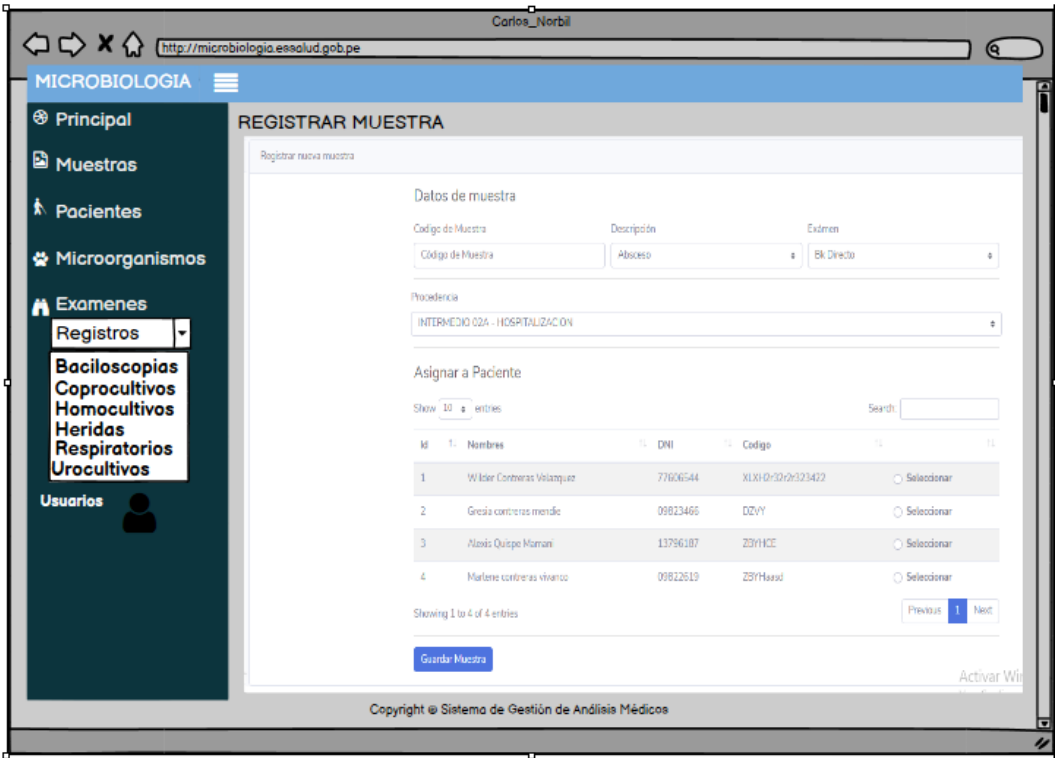 Carlos_Norbil
http://microbiologia.essalud.gob.pe
MICROBIOLOGIA
Principal
Muestras
Pacientes
Microorganismos
Examenes
Registros
Baciloscopias
Coprocultivos
Homocultivos
Heridas
Respiratorios
Urocultivos
Usuarios
REGISTRAR MUESTRA
Registrar nueva muestra
Datos de muestra
Codigo de Muestra Descripción Exámen
Código de Muestra Absceso Bk Directo
Procedencia
INTERMEDIO 02A - HOSPITALIZACION
Asignar a Paciente
Show 10 entries Search:
Id Nombres DNI Codigo
1 Wilder Contreras Velazquez 77606544 Seleccionar
2 Gresia contreras mendie 09823466 DZVY Seleccionar
3 Alexis Quispe Mamani 13796187 ZBYHCE Seleccionar
4 Marlene contreras vivanco 09822619 ZBYHaasd Seleccionar
Showing 1 to 4 of 4 entries Previous 1 Next
Guardar Muestra
Activar Win
Copyright @ Sistema de Gestión de Análisis Médicos